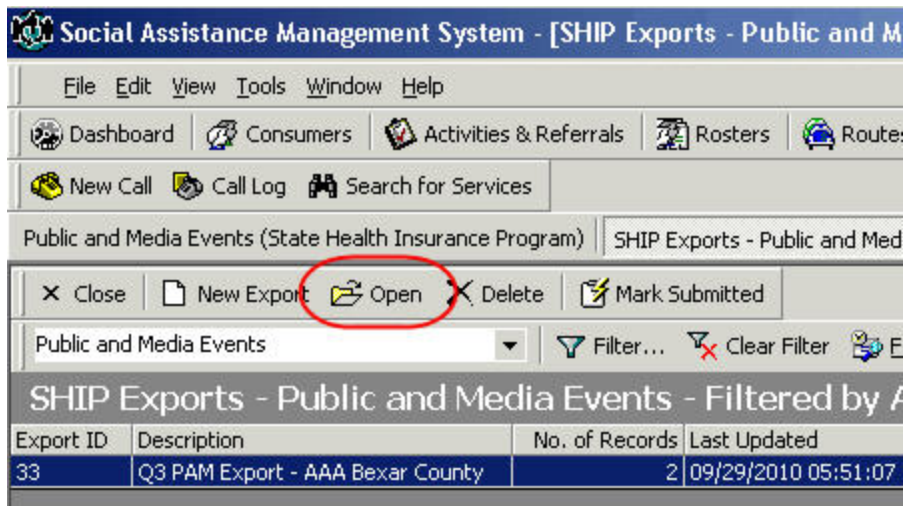 Social Assistance Management System - [SHIP Exports - Public and M
File Edit View Tools Window Help
Dashboard Consumers Activities & Referrals Rosters Routes
New Call Call Log Search for Services
Public and Media Events (State Health Insurance Program) SHIP Exports - Public and Med
Close New Export Open Delete Mark Submitted
Public and Media Events Filter... Clear Filter
SHIP Exports - Public and Media Events - Filtered by A
Export ID Description No. of Records Last Updated
33 Q3 PAM Export - AAA Bexar County 2 09/29/2010 05:51:07